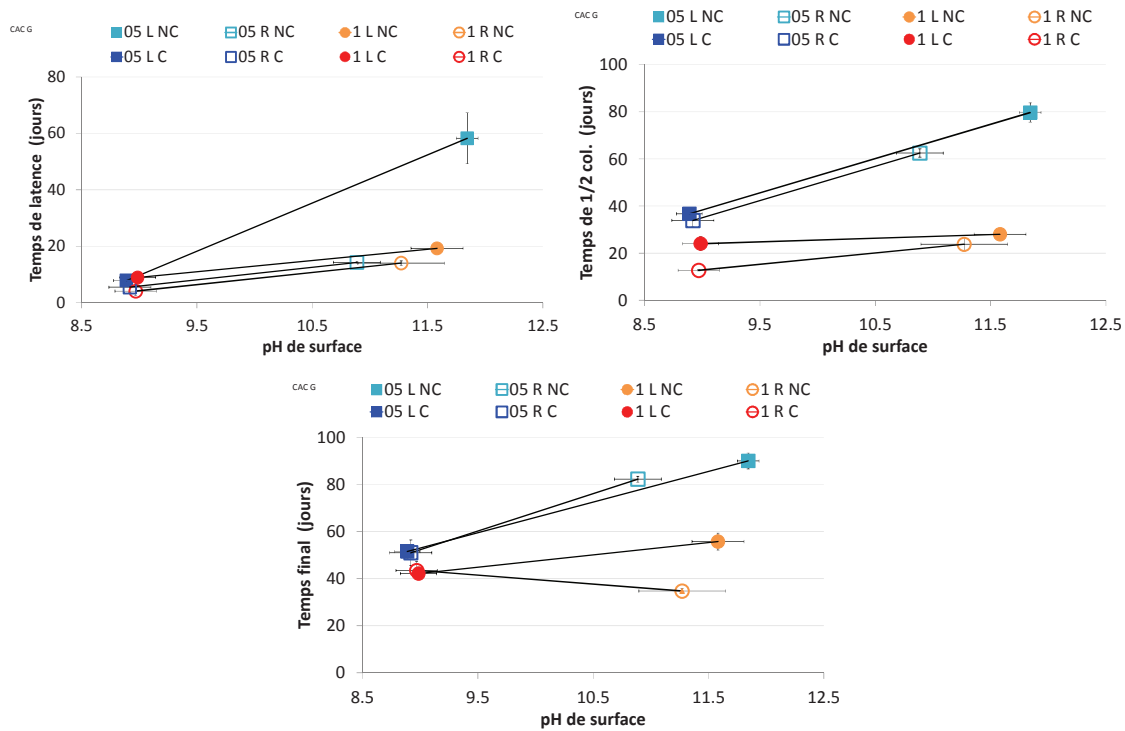 CAC G
05 L NC 05 R NC 1 L NC 1 R NC
05 L C 05 R C 1 L C 1 R C
Temps de latence (jours)
80
60
40
20
0
8.5 9.5 10.5 11.5 12.5
pH de surface
CAC G
05 L NC 05 R NC 1 L NC 1 R NC
05 L C 05 R C 1 L C 1 R C
Temps de 1/2 col. (jours)
100
80
60
40
20
0
8.5 9.5 10.5 11.5 12.5
pH de surface
CAC G
05 L NC 05 R NC 1 L NC 1 R NC
05 L C 05 R C 1 L C 1 R C
Temps final (jours)
100
80
60
40
20
0
8.5 9.5 10.5 11.5 12.5
pH de surface